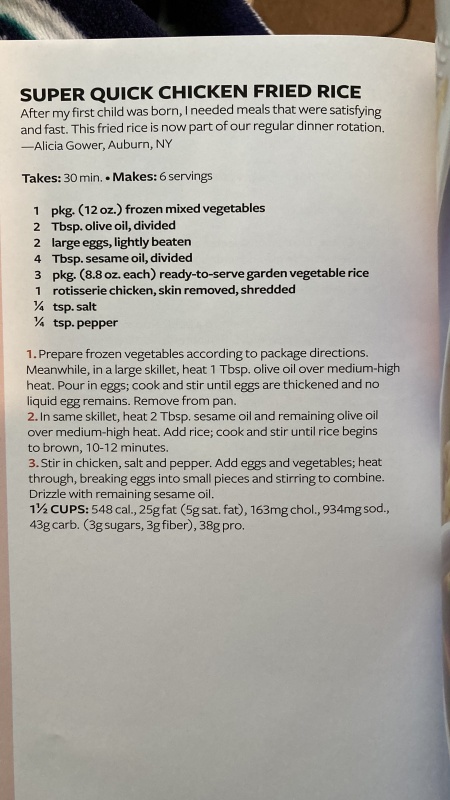 SUPER QUICK CHICKEN FRIED RICE
After my first child was born, I needed meals that were satisfying
and fast. This fried rice is now part of our regular dinner rotation.
—Alicia Gower, Auburn, NY
Takes: 30 min. • Makes: 6 servings
1 pkg. (12 oz.) frozen mixed vegetables
2 Tbsp. olive oil, divided
2 large eggs, lightly beaten
4 Tbsp. sesame oil, divided
3 pkg. (8.8 oz. each) ready-to-serve garden vegetable rice
1 rotisserie chicken, skin removed, shredded
¼ tsp. salt
¼ tsp. pepper
1. Prepare frozen vegetables according to package directions.
Meanwhile, in a large skillet, heat 1 Tbsp. olive oil over medium-high
heat. Pour in eggs; cook and stir until eggs are thickened and no
liquid egg remains. Remove from pan.
2. In same skillet, heat 2 Tbsp. sesame oil and remaining olive oil
over medium-high heat. Add rice; cook and stir until rice begins
to brown, 10-12 minutes.
3. Stir in chicken, salt and pepper. Add eggs and vegetables; heat
through, breaking eggs into small pieces and stirring to combine.
Drizzle with remaining sesame oil.
1½ CUPS: 548 cal., 25g fat (5g sat. fat), 163mg chol., 934mg sod.,
43g carb. (3g sugars, 3g fiber), 38g pro.